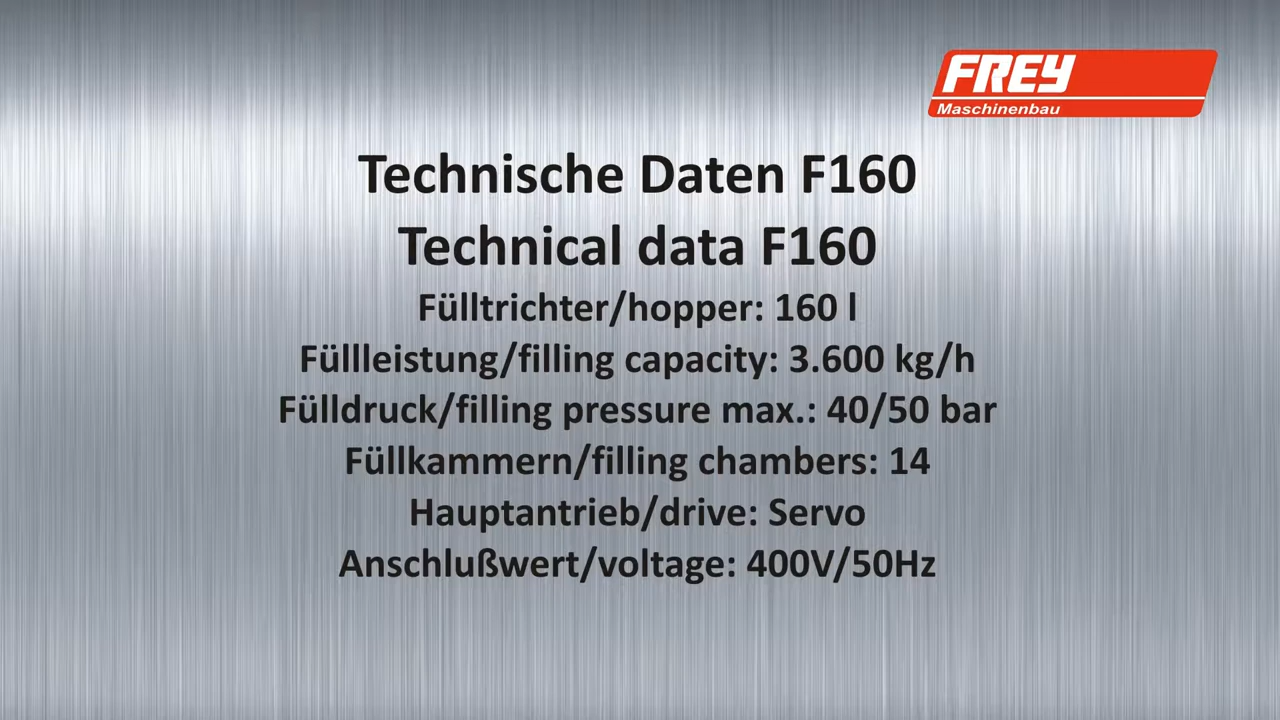 FREY
Maschinenbau
Technische Daten F160
Technical data F160
Fülltrichter/hopper: 160 l
Füllleistung/filling capacity: 3.600 kg/h
Fülldruck/filling pressure max.: 40/50 bar
Füllkammern/filling chambers: 14
Hauptantrieb/drive: Servo
Anschlußwert/voltage: 400V/50Hz